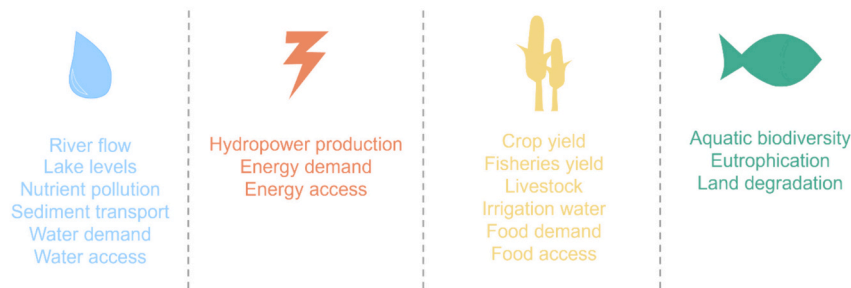 River flow
Lake levels
Nutrient pollution
Sediment transport
Water demand
Water access
Hydropower production
Energy demand
Energy access
Crop yield
Fisheries yield
Livestock
Irrigation water
Food demand
Food access
Aquatic biodiversity
Eutrophication
Land degradation